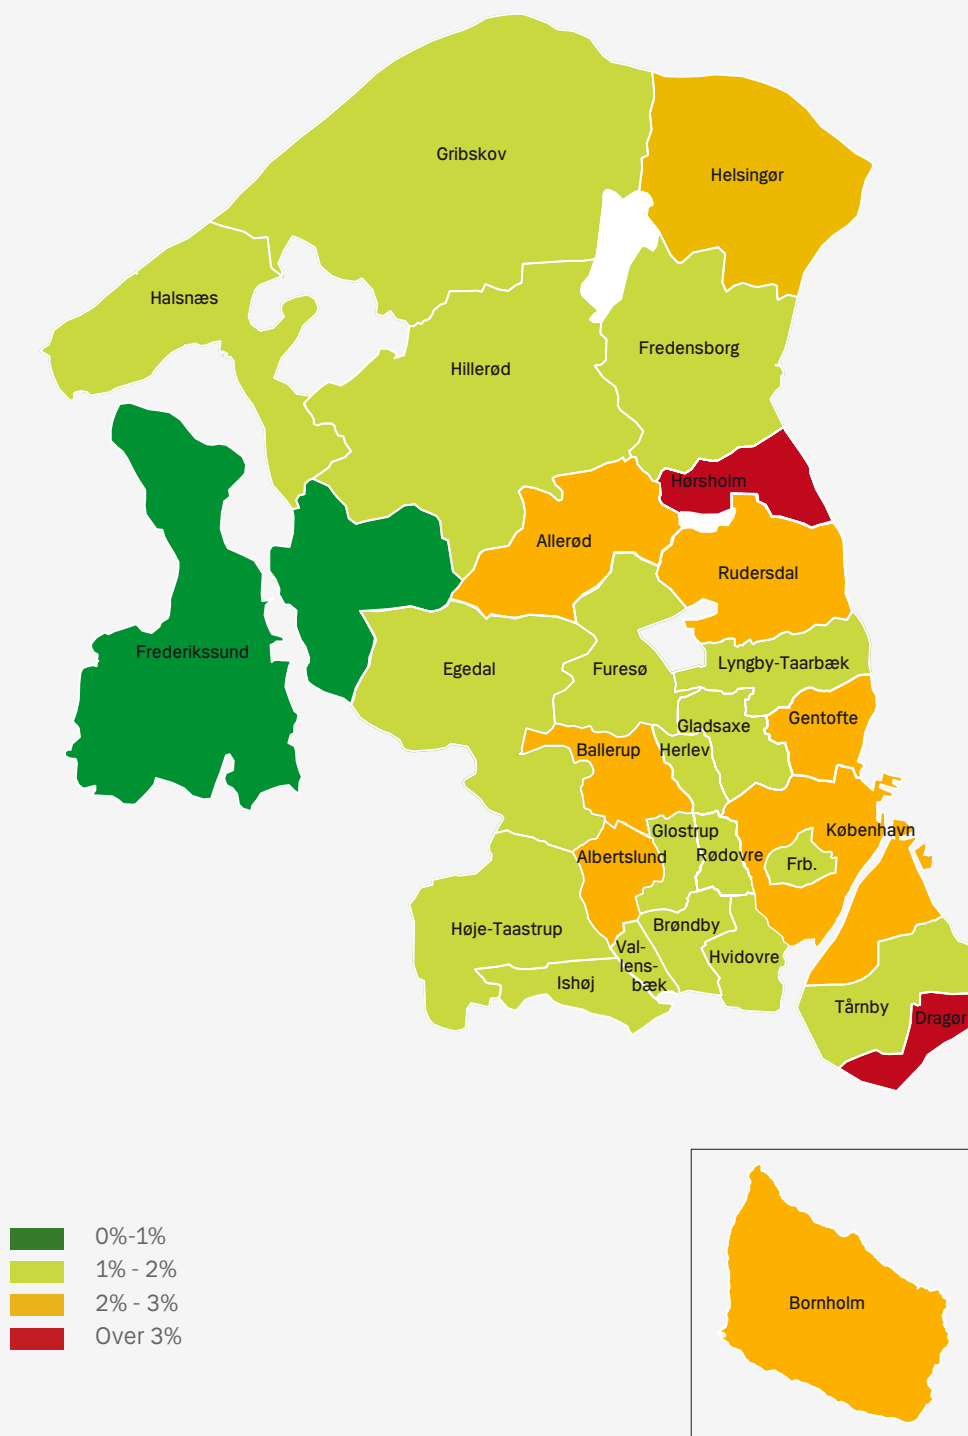 Gribskov
Helsingør
Halsnæs
Fredensborg
Hillerød
Hørsholm
Allerød
Rudersdal
Frederikssund
Egedal
Furesø
Lyngby-Taarbæk
Gentofte
Gladsaxe
Ballerup
Herlev
København
Glostrup
Albertslund
Rødovre
Frb.
Høje-Taastrup
Brøndby
Val-
lens-
bæk
Hvidovre
Ishøj
Tårnby
Dragør
0%-1%
1% - 2%
2% - 3%
Over 3%
Bornholm